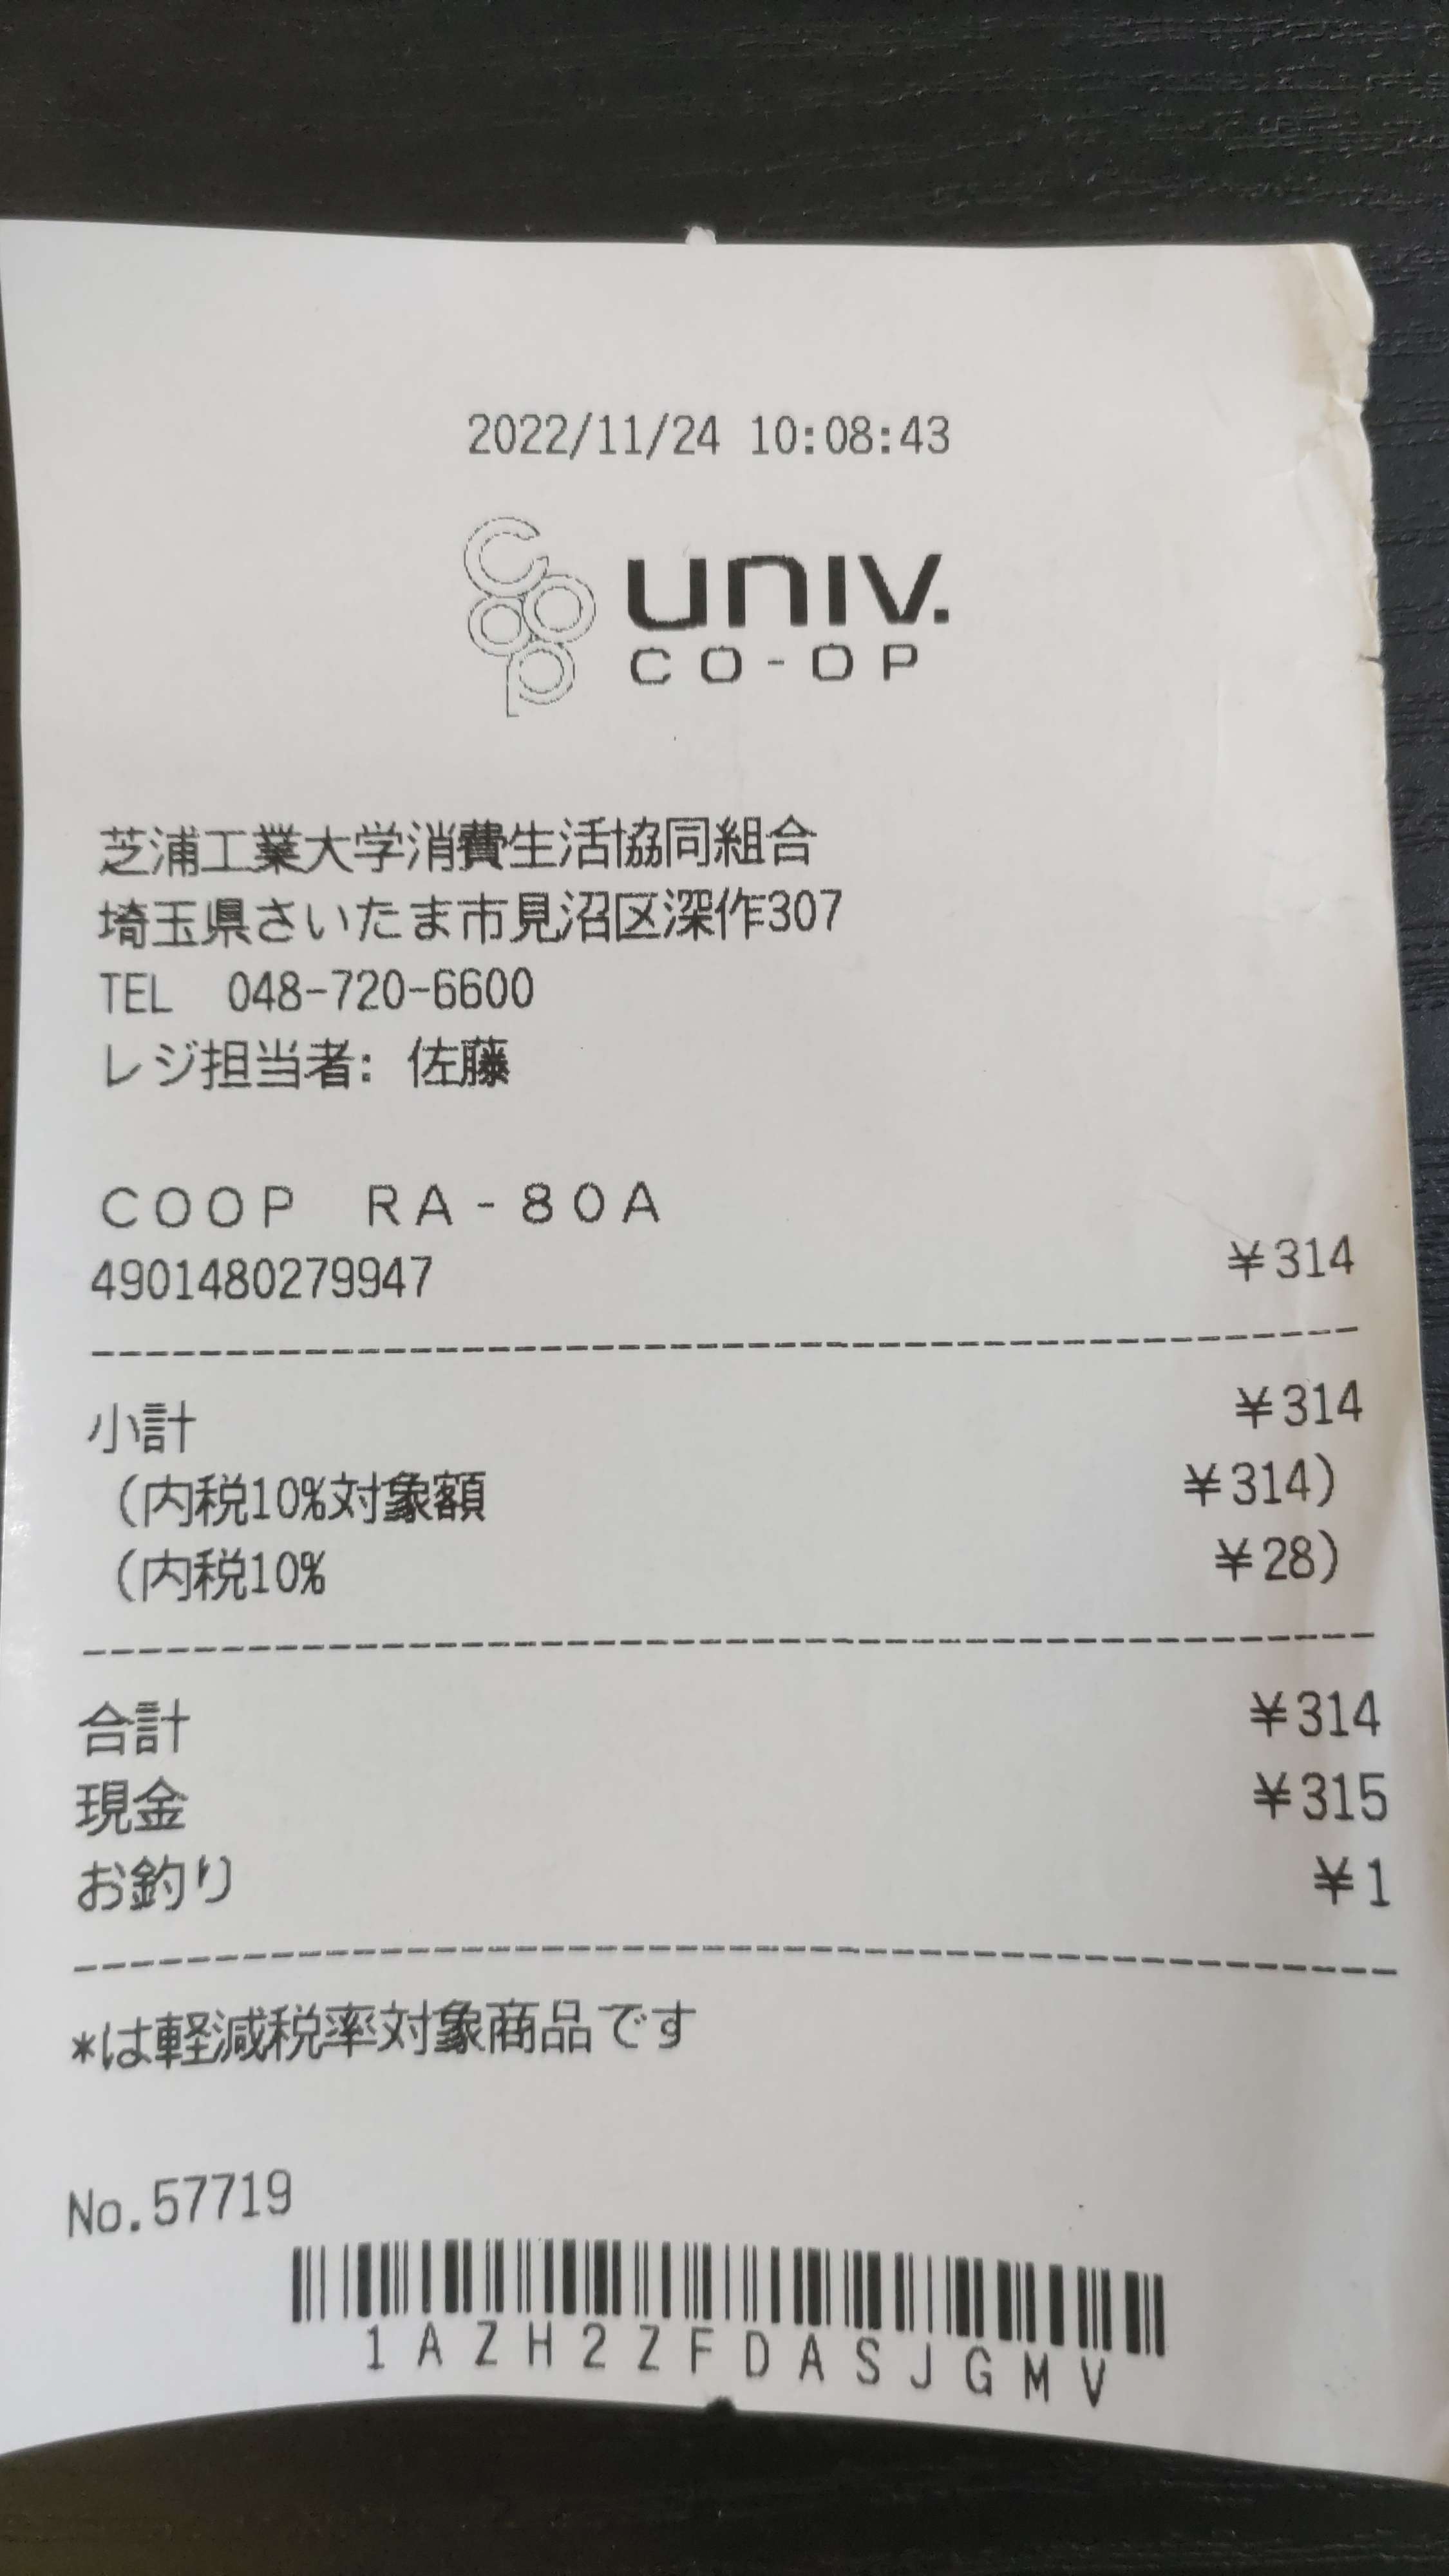 2022/11/24 10:08:43
coop univ.
CO-OP
芝浦工業大学消費生活協同組合
埼玉県さいたま市見沼区深作307
TEL 048-720-6600
レジ担当者: 佐藤
COOP RA-80A
4901480279947 ¥314
小計 ¥314
(内税10%対象額 ¥314)
(内税10% ¥28)
合計 ¥314
現金 ¥315
お釣り ¥1
*は軽減税率対象商品です
No.57719
1AZH2ZFDASJGMV